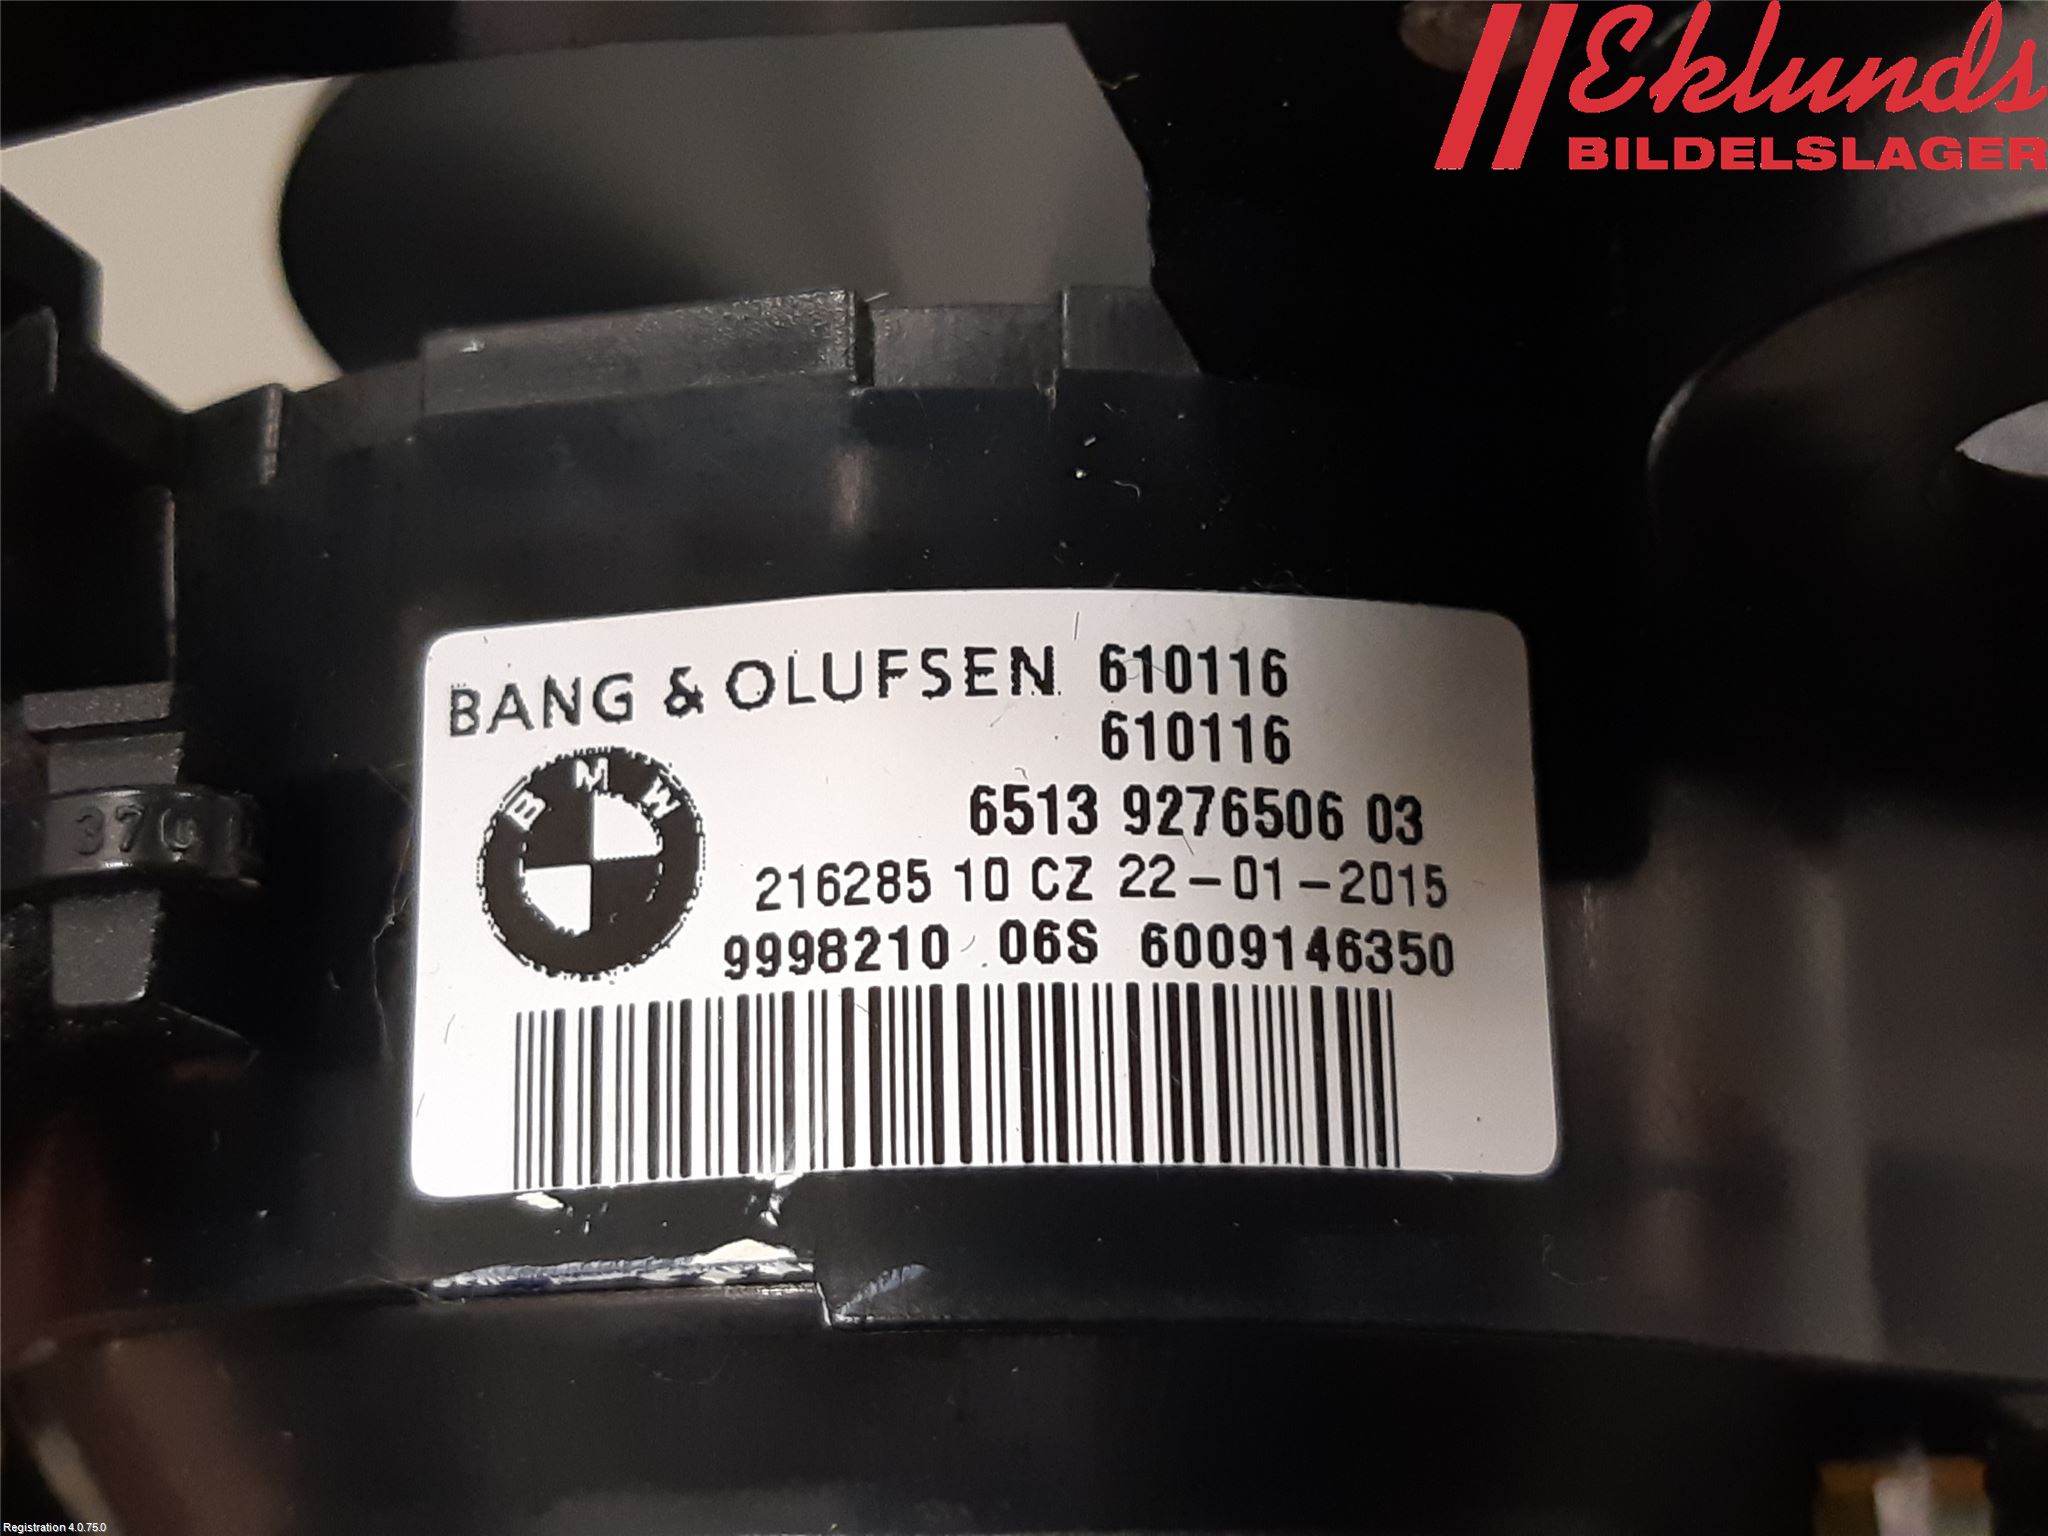 Eklunds
BILDELSLAGER
BANG & OLUFSEN 610116
610116
BMW
6513 9276506 03
216285 10 CZ 22-01-2015
9998210 06S 6009146350
Registration 4.0.75.0